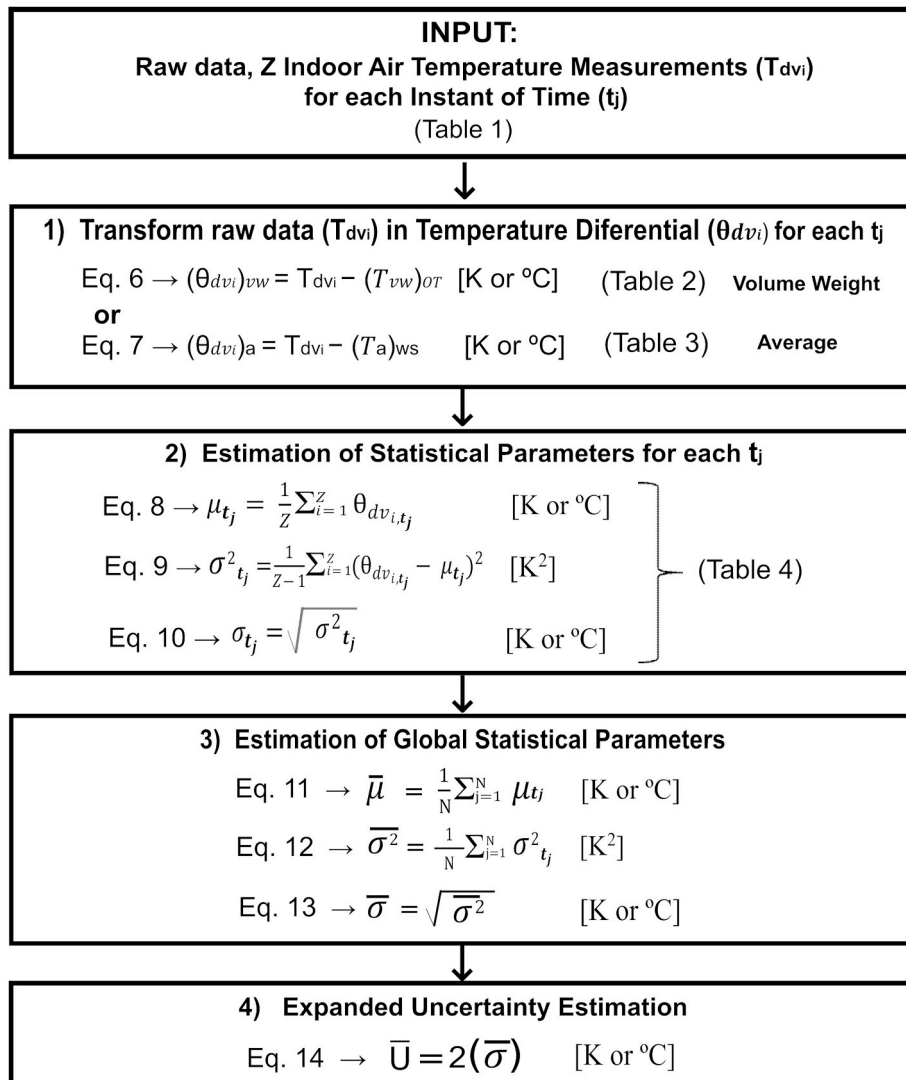 INPUT:
Raw data, Z Indoor Air Temperature Measurements (Tdvi)
for each Instant of Time (tj)
(Table 1)
1) Transform raw data (Tdvi) in Temperature Diferential (θdvi) for each tj
Eq. 6 → (θdvi)vw = Tdvi − (Tvw)OT [K or ºC] (Table 2) Volume Weight
or
Eq. 7 → (θdvi)a = Tdvi − (Ta)ws [K or ºC] (Table 3) Average
2) Estimation of Statistical Parameters for each tj
Eq. 8 → μtj = 1/Z ∑i=1^Z θdvi,tj [K or ºC]
Eq. 9 → σ²tj = 1/(Z−1) ∑i=1^Z (θdvi,tj − μtj)² [K²] (Table 4)
Eq. 10 → σtj = √σ²tj [K or ºC]
3) Estimation of Global Statistical Parameters
Eq. 11 → μ̅ = 1/N ∑j=1^N μtj [K or ºC]
Eq. 12 → σ̅²̅ = 1/N ∑j=1^N σ²tj [K²]
Eq. 13 → σ̅ = √σ̅²̅ [K or ºC]
4) Expanded Uncertainty Estimation
Eq. 14 → U̅ = 2(σ̅) [K or ºC]